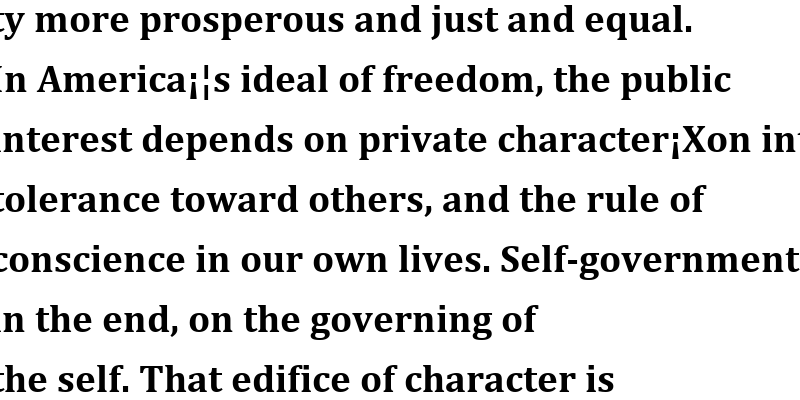 ty more prosperous and just and equal.
In America¡¦s ideal of freedom, the public
interest depends on private character¡Xon int
tolerance toward others, and the rule of
conscience in our own lives. Self-government
in the end, on the governing of
the self. That edifice of character is